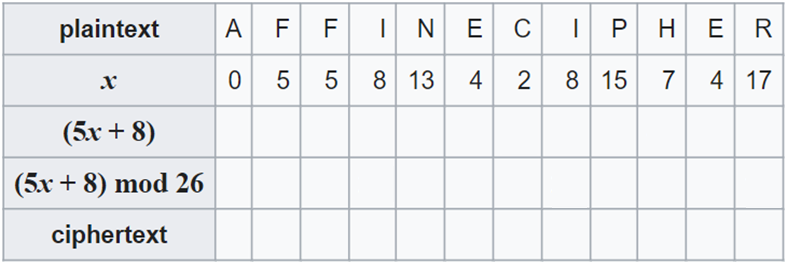 plaintext A F F I N E C I P H E R
x 0 5 5 8 13 4 2 8 15 7 4 17
(5x + 8)
(5x + 8) mod 26
ciphertext